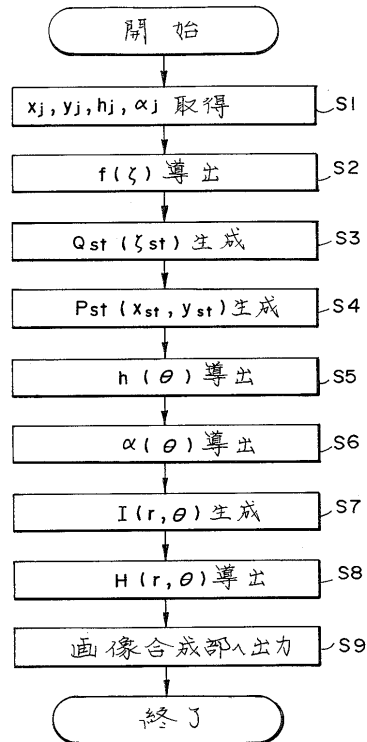 開始
xj, yj, hj, αj 取得 S1
f(ζ) 導出 S2
Qst (ζst) 生成 S3
Pst (xst, yst) 生成 S4
h (θ) 導出 S5
α(θ) 導出 S6
I(r, θ) 生成 S7
H(r, θ) 導出 S8
画像合成部へ出力 S9
終了